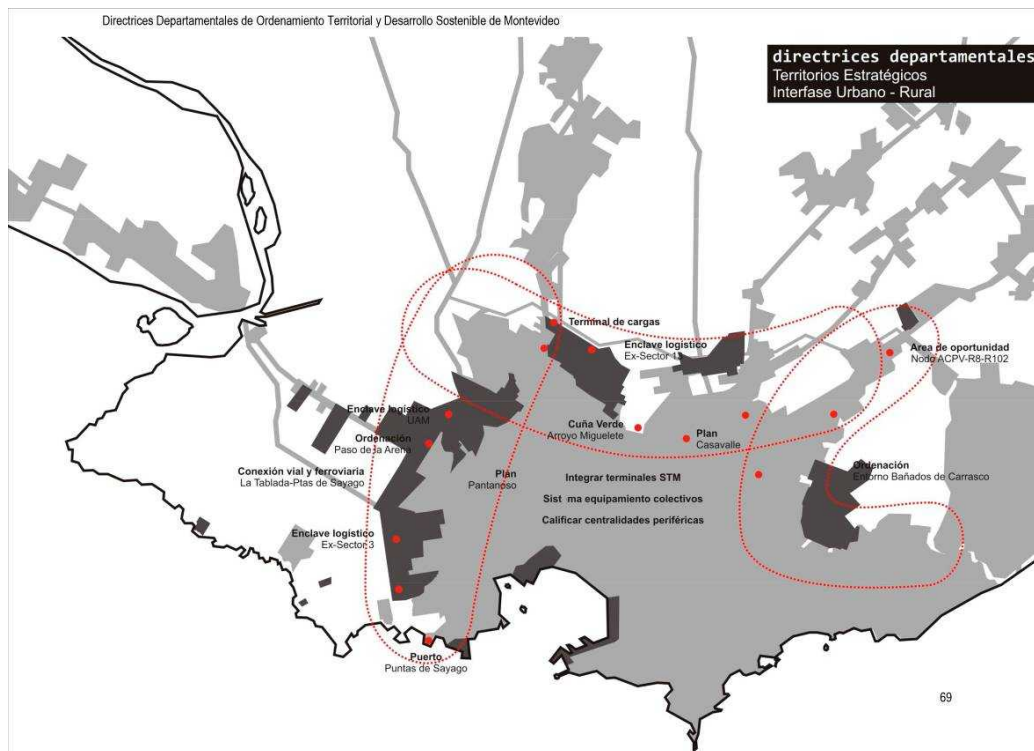 Directrices Departamentales de Ordenamiento Territorial y Desarrollo Sostenible de Montevideo
directrices departamentales
Territorios Estratégicos
Interfase Urbano - Rural
Terminal de cargas
Enclave logístico
Ex-Sector 1
Area de oportunidad
Nodo ACPV-R8-R102
Enclave logístico
UAM
Cuña Verde
Arroyo Miguelete
Plan
Casavalle
Ordenación
Paso de la Arena
Conexión vial y ferroviaria
La Tablada-Ptas de Sayago
Plan
Pantanoso
Integrar terminales STM
Ordenación
Entorno Bañados de Carrasco
Sist ma equipamiento colectivos
Calificar centralidades periféricas
Enclave logístico
Ex-Sector 3
Puerto
Puntas de Sayago
69